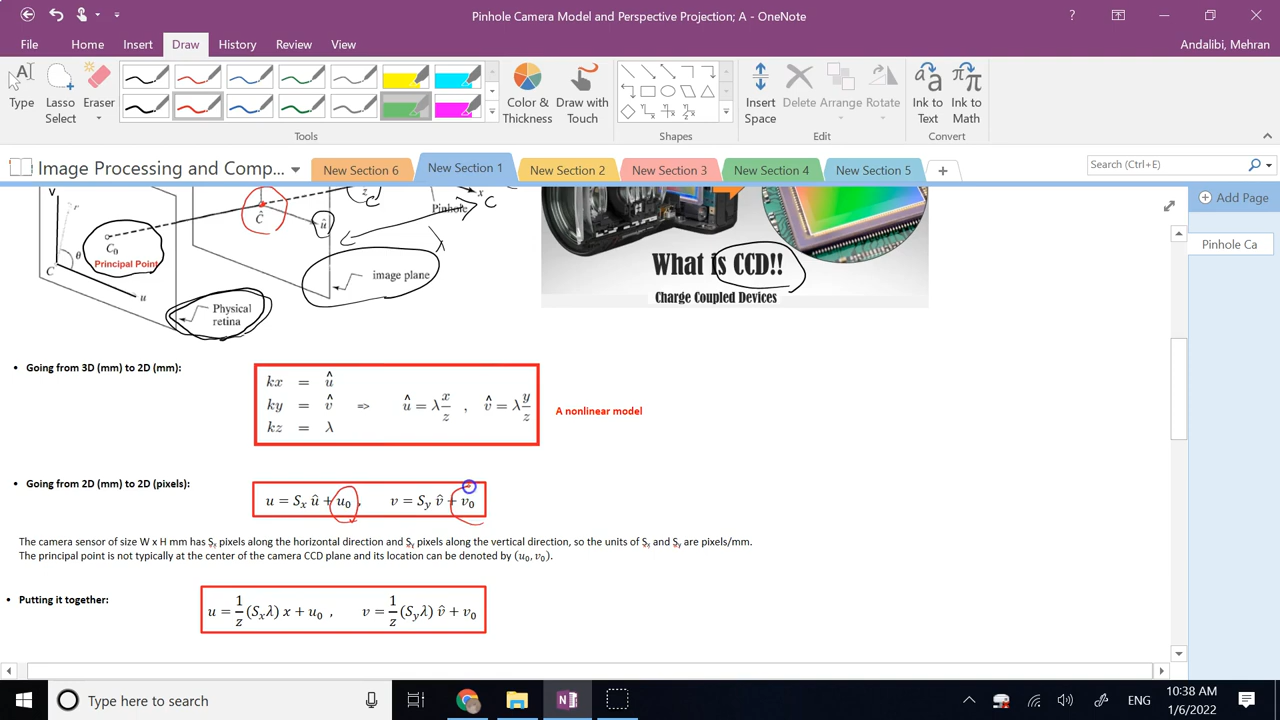 Pinhole Camera Model and Perspective Projection; A - OneNote
File Home Insert Draw History Review View
Andalibi, Mehran
Type
Lasso Select
Eraser
Color & Thickness
Draw with Touch
Insert Space
Delete
Arrange
Rotate
Ink to Text
Ink to Math
Tools
Shapes
Edit
Convert
Image Processing and Comp...
New Section 6
New Section 1
New Section 2
New Section 3
New Section 4
New Section 5
Search (Ctrl+E)
Add Page
Pinhole Ca
V
r
z
C
x
Pinhole
C
Ĉ
û
C0
Principal Point
θ
C
u
λ
image plane
Physical retina
What is CCD!!
Charge Coupled Devices
• Going from 3D (mm) to 2D (mm):
kx = û
ky = v̂ => û = λ x/z , v̂ = λ y/z
kz = λ
A nonlinear model
• Going from 2D (mm) to 2D (pixels):
u = Sx û + u0 , v = Sy v̂ + v0
The camera sensor of size W x H mm has Sx pixels along the horizontal direction and Sy pixels along the vertical direction, so the units of Sx and Sy are pixels/mm.
The principal point is not typically at the center of the camera CCD plane and its location can be denoted by (u0, v0).
• Putting it together:
u = 1/z (Sxλ) x + u0 , v = 1/z (Syλ) v̂ + v0
Type here to search
ENG
10:38 AM
1/6/2022